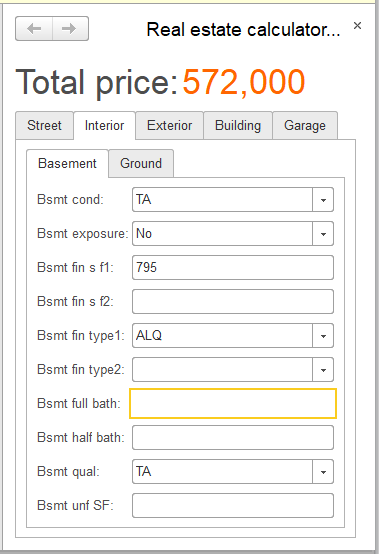 Real estate calculator...
Total price: 572,000
Street Interior Exterior Building Garage
Basement Ground
Bsmt cond: TA
Bsmt exposure: No
Bsmt fin s f1: 795
Bsmt fin s f2:
Bsmt fin type1: ALQ
Bsmt fin type2:
Bsmt full bath:
Bsmt half bath:
Bsmt qual: TA
Bsmt unf SF: